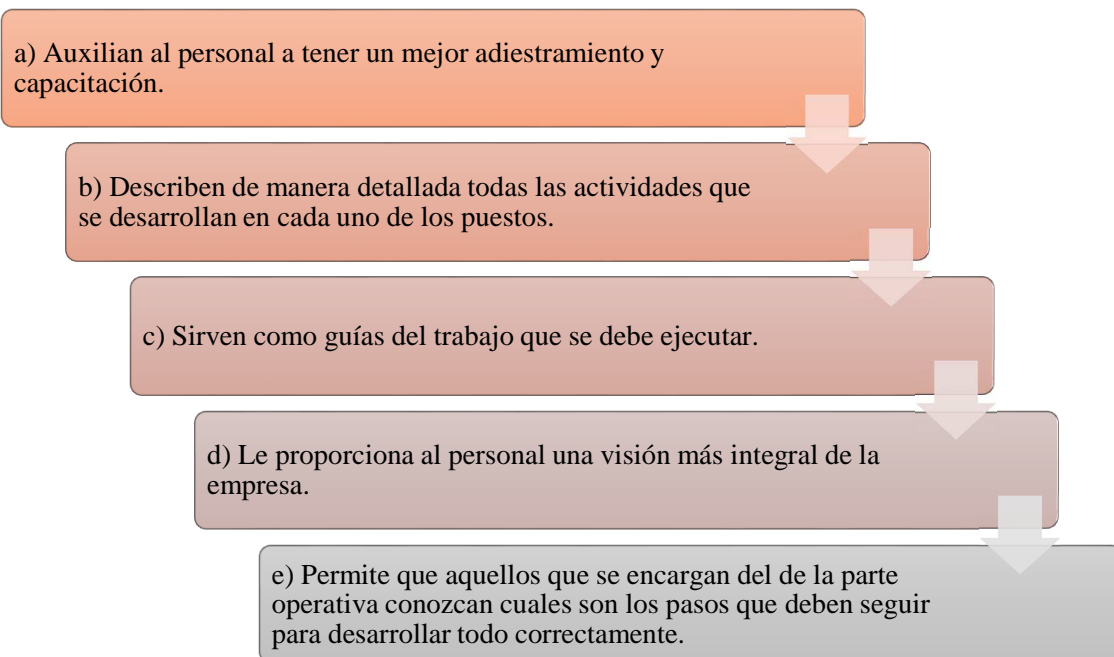 a) Auxilian al personal a tener un mejor adiestramiento y
capacitación.
b) Describen de manera detallada todas las actividades que
se desarrollan en cada uno de los puestos.
c) Sirven como guías del trabajo que se debe ejecutar.
d) Le proporciona al personal una visión más integral de la
empresa.
e) Permite que aquellos que se encargan del de la parte
operativa conozcan cuales son los pasos que deben seguir
para desarrollar todo correctamente.